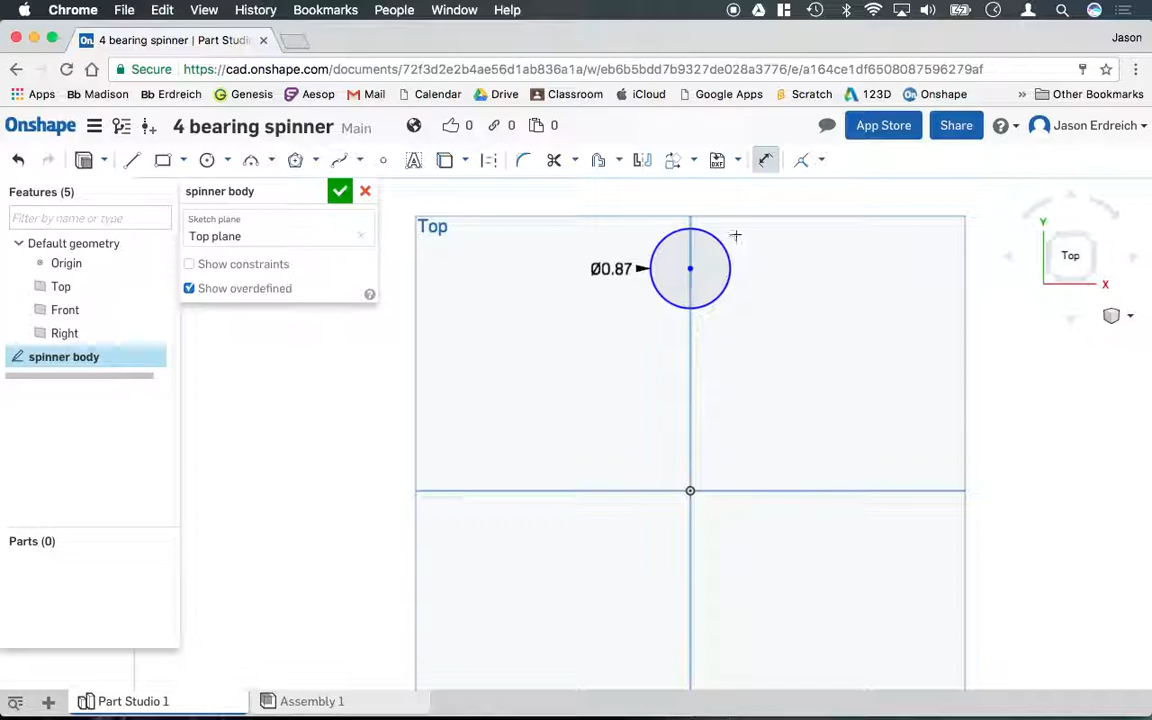 Chrome File Edit View History Bookmarks People Window Help
4 bearing spinner | Part Studi
Jason
Secure https://cad.onshape.com/documents/72f3d2e2b4ae56d1ab836a1a/w/eb6b5bdd7b9327de028a3776/e/a164ce1df6508087596279af
Apps Bb Madison Bb Erdreich Genesis Aesop Mail Calendar Drive Classroom iCloud Google Apps Scratch 123D Onshape » Other Bookmarks
Onshape 4 bearing spinner Main 0 0 0 App Store Share Jason Erdreich
Features (5)
Filter by name or type
Default geometry
Origin
Top
Front
Right
spinner body
Parts (0)
spinner body
Sketch plane
Top plane
Show constraints
Show overdefined
Top
Ø0.87
Y
Top
X
Part Studio 1 Assembly 1